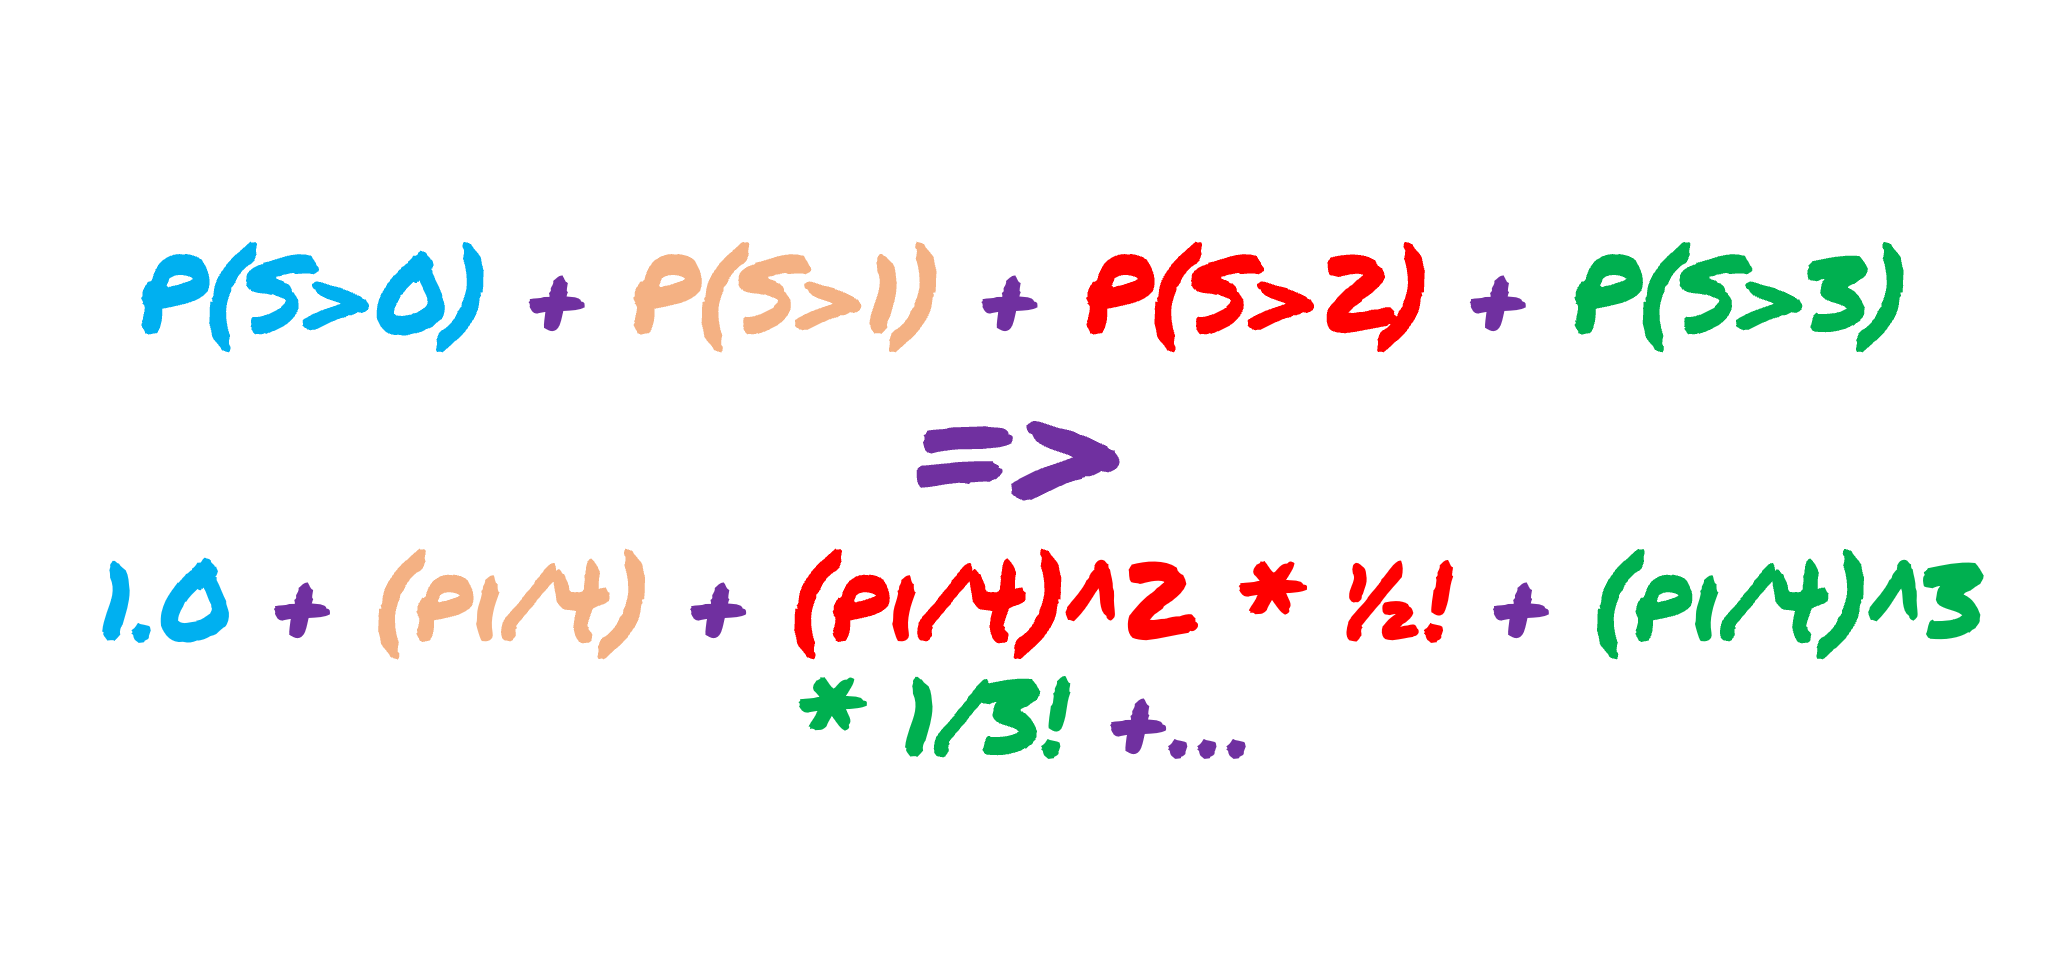 P(S>0) + P(S>1) + P(S>2) + P(S>3)
=>
1.0 + (pi/4) + (pi/4)^2 * ½! + (pi/4)^3
* 1/3! +...